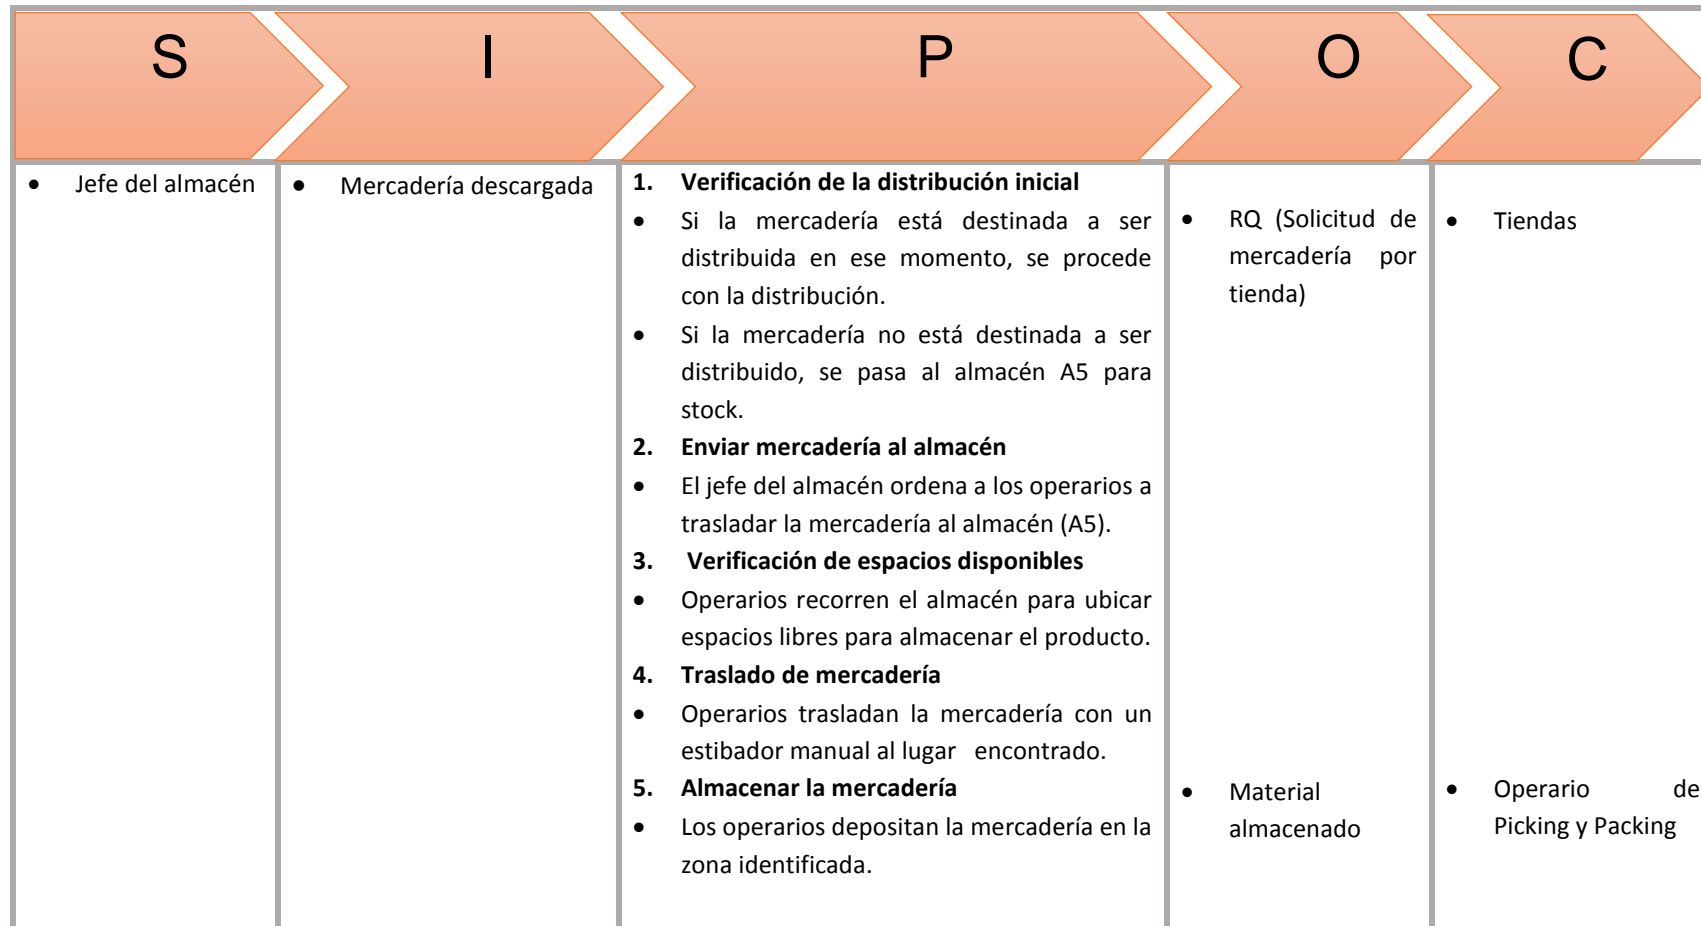 S
I
P
O
C
• Jefe del almacén
• Mercadería descargada
1. Verificación de la distribución inicial
• Si la mercadería está destinada a ser
distribuida en ese momento, se procede
con la distribución.
• Si la mercadería no está destinada a ser
distribuido, se pasa al almacén A5 para
stock.
2. Enviar mercadería al almacén
• El jefe del almacén ordena a los operarios a
trasladar la mercadería al almacén (A5).
3. Verificación de espacios disponibles
• Operarios recorren el almacén para ubicar
espacios libres para almacenar el producto.
4. Traslado de mercadería
• Operarios trasladan la mercadería con un
estibador manual al lugar encontrado.
5. Almacenar la mercadería
• Los operarios depositan la mercadería en la
zona identificada.
• RQ (Solicitud de
mercadería por
tienda)
• Material
almacenado
• Tiendas
• Operario de
Picking y Packing